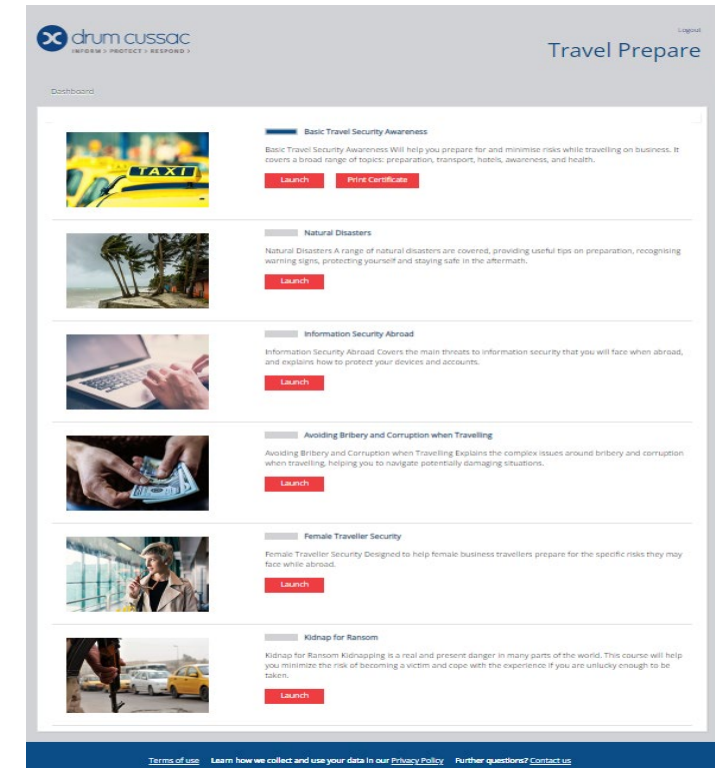 drum cussac
INFORM > PROTECT > RESPOND >
Logout
Travel Prepare
Dashboard
TAXI
Basic Travel Security Awareness
Basic Travel Security Awareness Will help you prepare for and minimise risks while travelling on business. It
covers a broad range of topics: preparation, transport, hotels, awareness, and health.
Launch Print Certificate
Natural Disasters
Natural Disasters A range of natural disasters are covered, providing useful tips on preparation, recognising
warning signs, protecting yourself and staying safe in the aftermath.
Launch
Information Security Abroad
Information Security Abroad Covers the main threats to information security that you will face when abroad,
and explains how to protect your devices and accounts.
Launch
Avoiding Bribery and Corruption when Travelling
Avoiding Bribery and Corruption when Travelling Explains the complex issues around bribery and corruption
when travelling, helping you to navigate potentially damaging situations.
Launch
Female Traveller Security
Female Traveller Security Designed to help female business travellers prepare for the specific risks they may
face while abroad.
Launch
Kidnap for Ransom
Kidnap for Ransom Kidnapping is a real and present danger in many parts of the world. This course will help
you minimize the risk of becoming a victim and cope with the experience if you are unlucky enough to be
taken.
Launch
Terms of use Learn how we collect and use your data in our Privacy Policy Further questions? Contact us